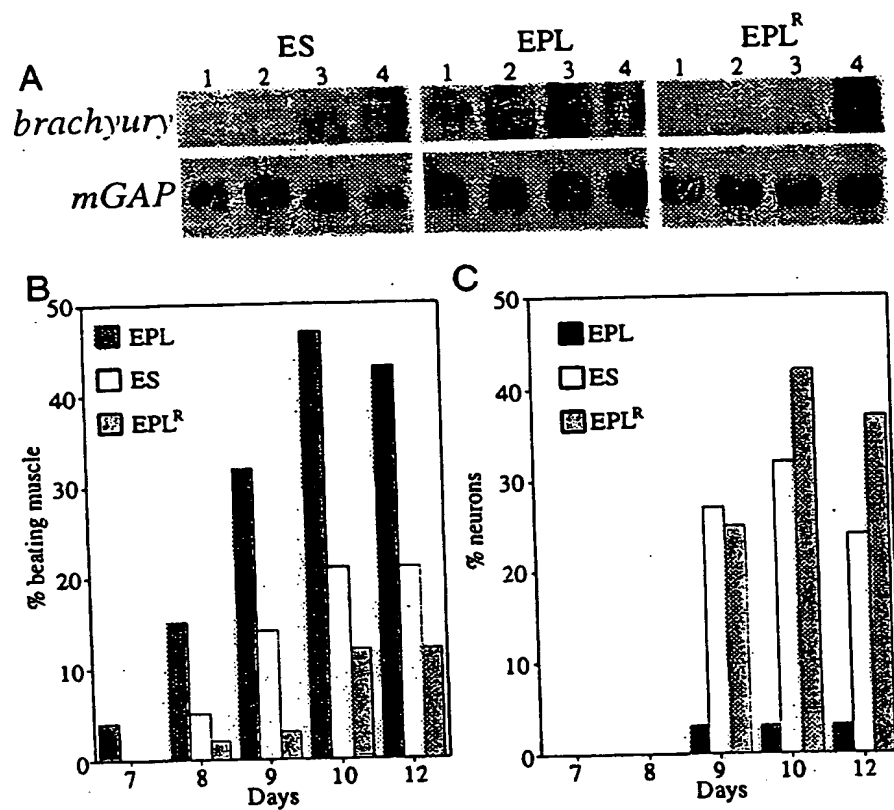 ES EPL EPL^R
A 1 2 3 4 1 2 3 4 1 2 3 4
brachyury
mGAP
B
50
40
30
20
10
0
% beating muscle
EPL
ES
EPL^R
7 8 9 10 12
Days
C
50
40
30
20
10
0
% neurons
EPL
ES
EPL^R
7 8 9 10 12
Days